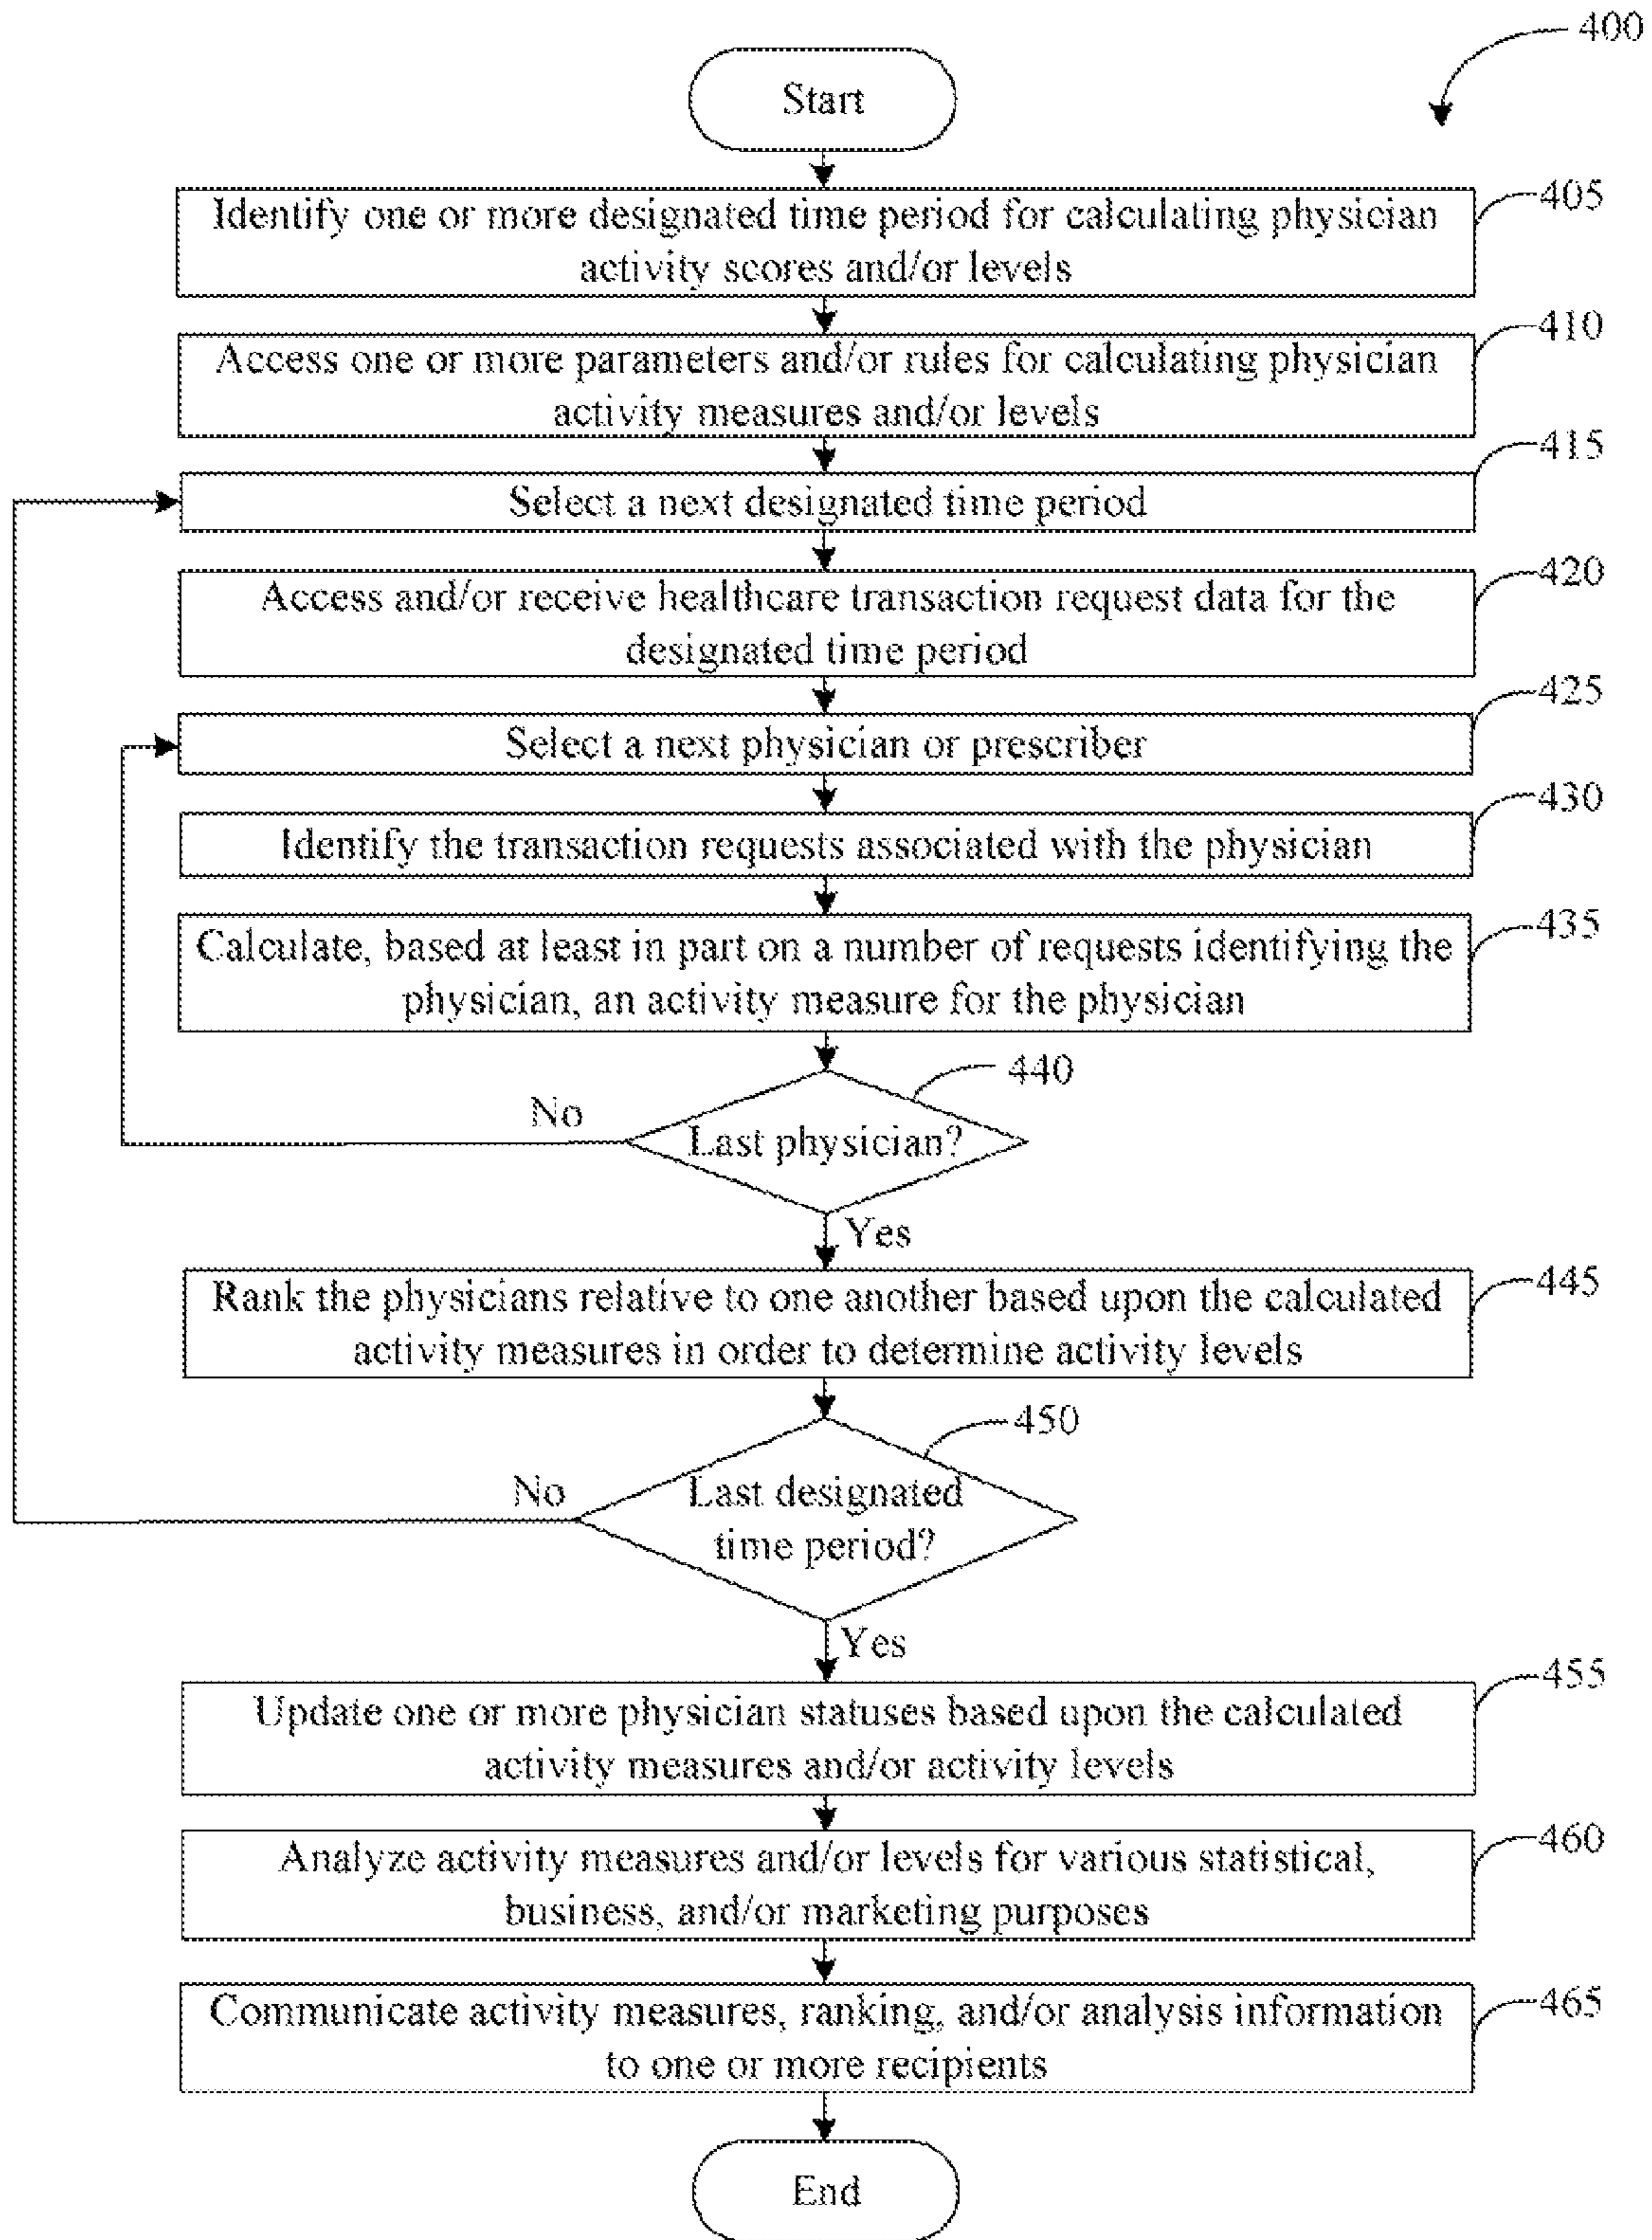 400
Start
405
Identify one or more designated time period for calculating physician
activity scores and/or levels
410
Access one or more parameters and/or rules for calculating physician
activity measures and/or levels
415
Select a next designated time period
420
Access and/or receive healthcare transaction request data for the
designated time period
425
Select a next physician or prescriber
430
Identify the transaction requests associated with the physician
435
Calculate, based at least in part on a number of requests identifying the
physician, an activity measure for the physician
440
No
Last physician?
Yes
445
Rank the physicians relative to one another based upon the calculated
activity measures in order to determine activity levels
450
No
Last designated
time period?
Yes
455
Update one or more physician statuses based upon the calculated
activity measures and/or activity levels
460
Analyze activity measures and/or levels for various statistical,
business, and/or marketing purposes
465
Communicate activity measures, ranking, and/or analysis information
to one or more recipients
End